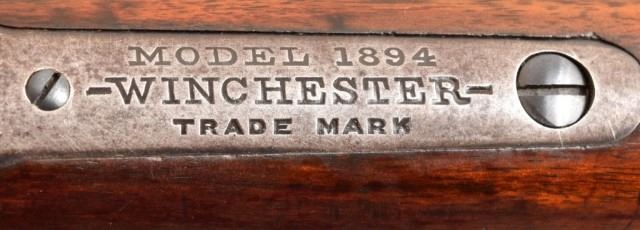 MODEL 1894
-WINCHESTER-
TRADE MARK